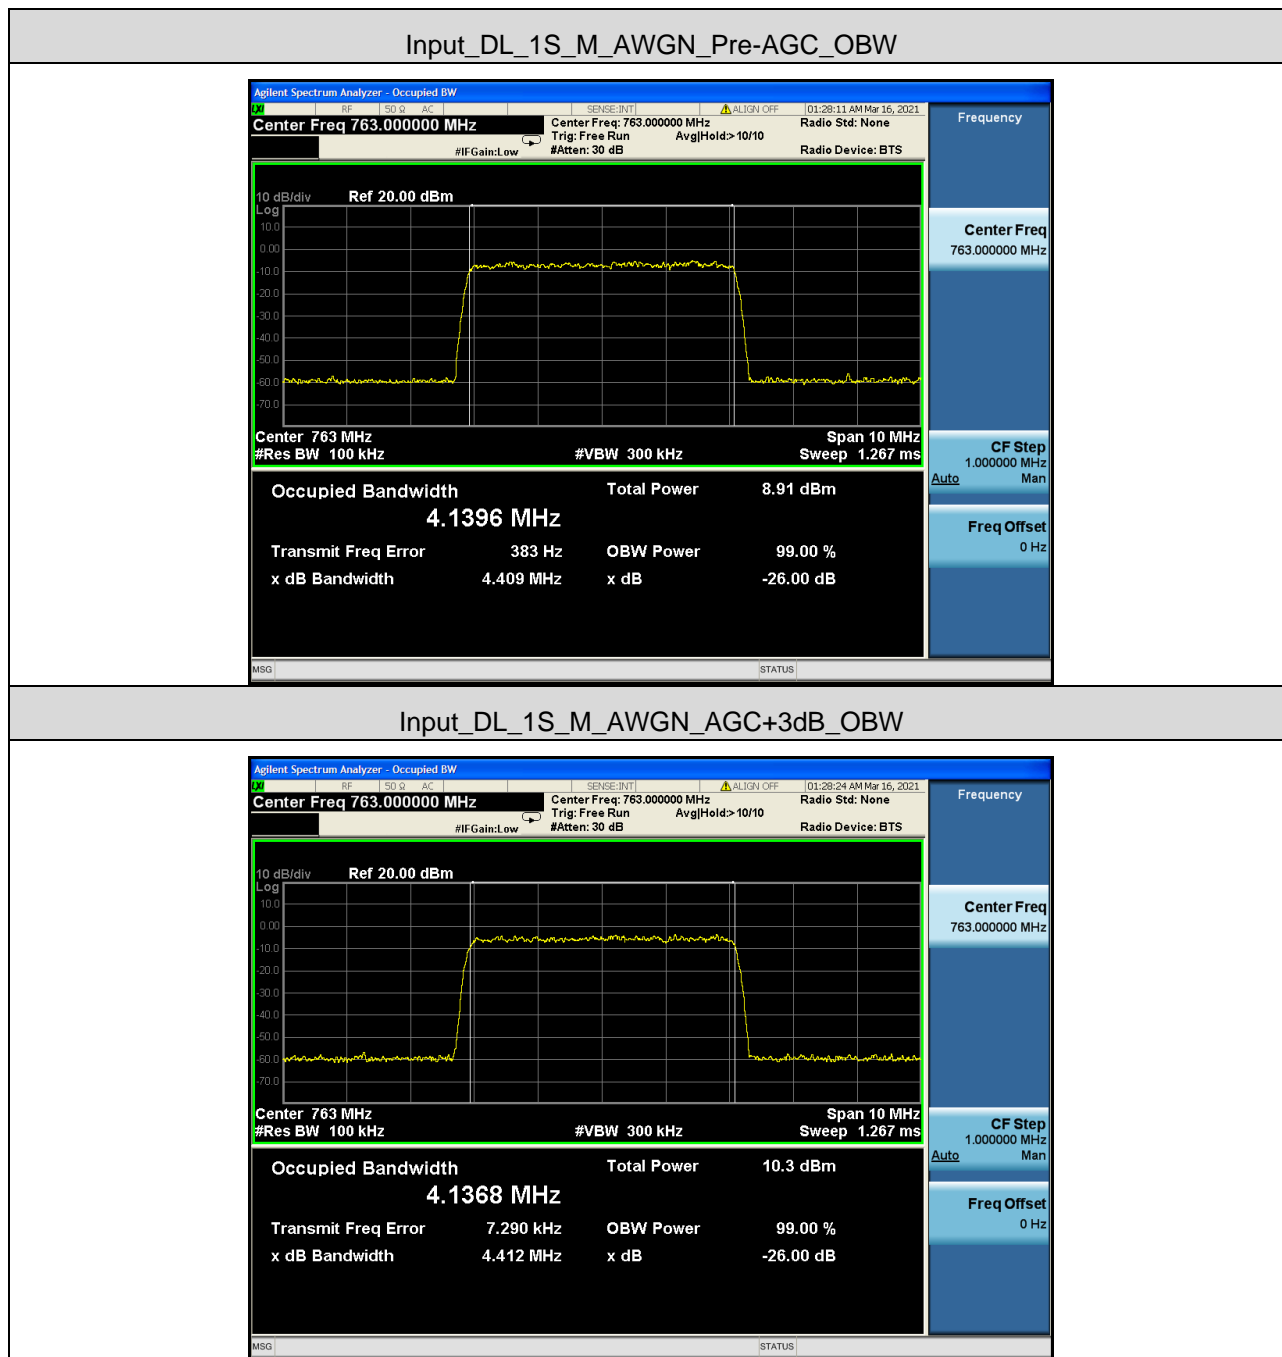 Input_DL_1S_M_AWGN_Pre-AGC_OBW
Agilent Spectrum Analyzer - Occupied BW
LXI RF 50 Ω AC SENSE:INT ALIGN OFF 01:28:11 AM Mar 16, 2021
Center Freq 763.000000 MHz
Center Freq: 763.000000 MHz
Radio Std: None
Trig: Free Run Avg|Hold:>10/10
#IFGain:Low
#Atten: 30 dB
Radio Device: BTS
10 dB/div Ref 20.00 dBm
Log
10.0
0.00
-10.0
-20.0
-30.0
-40.0
-50.0
-60.0
-70.0
Center 763 MHz Span 10 MHz
#Res BW 100 kHz #VBW 300 kHz Sweep 1.267 ms
Occupied Bandwidth Total Power 8.91 dBm
4.1396 MHz
Transmit Freq Error 383 Hz OBW Power 99.00 %
x dB Bandwidth 4.409 MHz x dB -26.00 dB
MSG STATUS
Frequency
Center Freq
763.000000 MHz
CF Step
1.000000 MHz
Auto Man
Freq Offset
0 Hz
Input_DL_1S_M_AWGN_AGC+3dB_OBW
Agilent Spectrum Analyzer - Occupied BW
LXI RF 50 Ω AC SENSE:INT ALIGN OFF 01:28:24 AM Mar 16, 2021
Center Freq 763.000000 MHz
Center Freq: 763.000000 MHz
Radio Std: None
Trig: Free Run Avg|Hold:>10/10
#IFGain:Low
#Atten: 30 dB
Radio Device: BTS
10 dB/div Ref 20.00 dBm
Log
10.0
0.00
-10.0
-20.0
-30.0
-40.0
-50.0
-60.0
-70.0
Center 763 MHz Span 10 MHz
#Res BW 100 kHz #VBW 300 kHz Sweep 1.267 ms
Occupied Bandwidth Total Power 10.3 dBm
4.1368 MHz
Transmit Freq Error 7.290 kHz OBW Power 99.00 %
x dB Bandwidth 4.412 MHz x dB -26.00 dB
MSG STATUS
Frequency
Center Freq
763.000000 MHz
CF Step
1.000000 MHz
Auto Man
Freq Offset
0 Hz